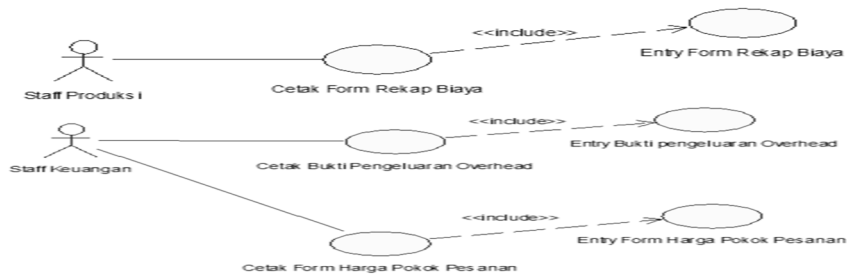 <<include>>
Entry Form Rekap Biaya
Staff Produksi
Cetak Form Rekap Biaya
<<include>>
Entry Bukti pengeluaran Overhead
Staff Keuangan
Cetak Bukti Pengeluaran Overhead
<<include>>
Entry Form Harga Pokok Pesanan
Cetak Form Harga Pokok Pesanan